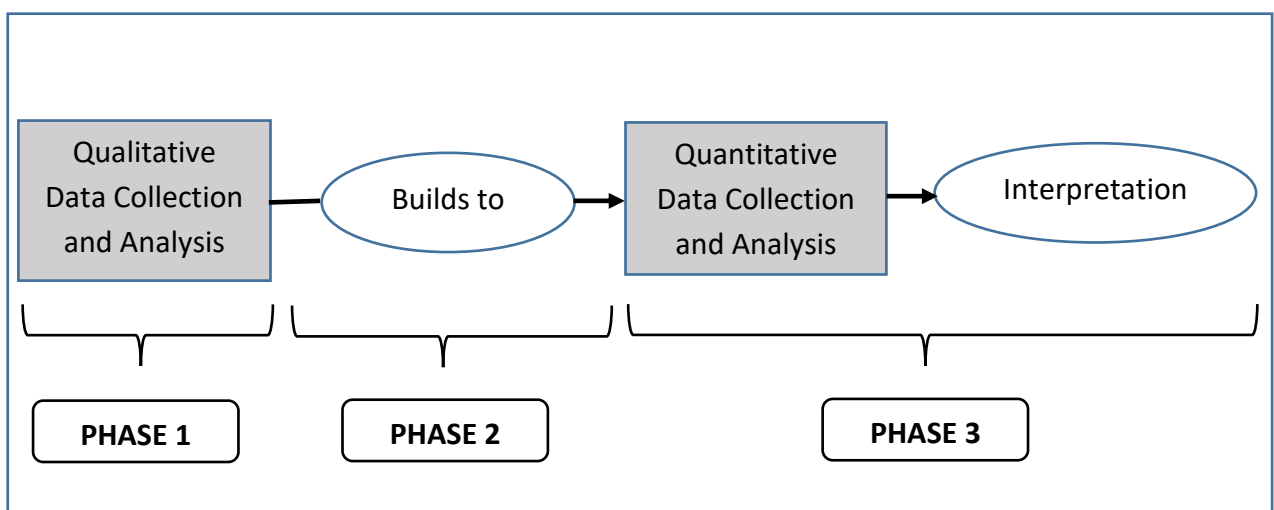 Qualitative
Data Collection
and Analysis
Builds to
Quantitative
Data Collection
and Analysis
Interpretation
PHASE 1
PHASE 2
PHASE 3